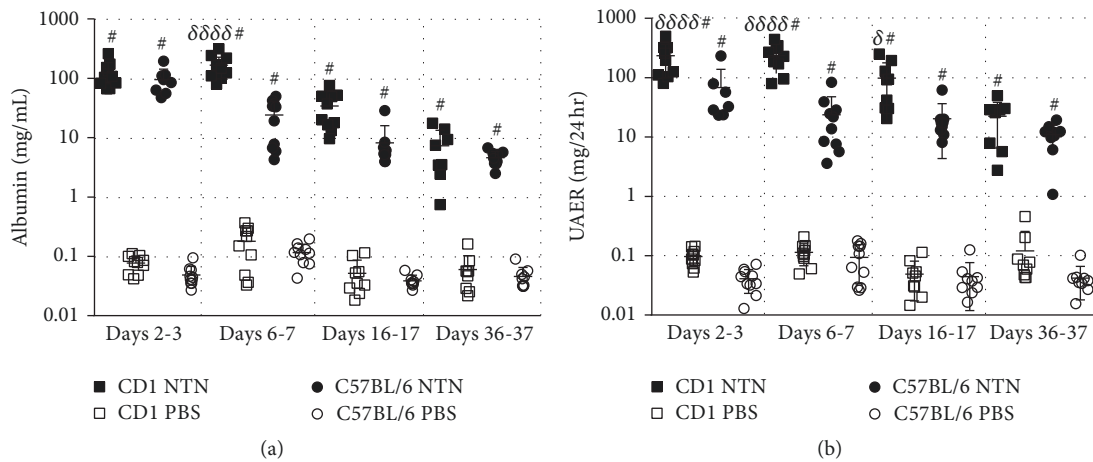 Albumin (mg/mL)
1000
100
10
1
0.1
0.01
#
#
δδδδ #
#
#
#
#
#
Days 2-3 Days 6-7 Days 16-17 Days 36-37
CD1 NTN C57BL/6 NTN
CD1 PBS C57BL/6 PBS
(a)
UAER (mg/24 hr)
1000
100
10
1
0.1
0.01
δδδδ #
#
δδδδ #
#
δ #
#
#
#
Days 2-3 Days 6-7 Days 16-17 Days 36-37
CD1 NTN C57BL/6 NTN
CD1 PBS C57BL/6 PBS
(b)